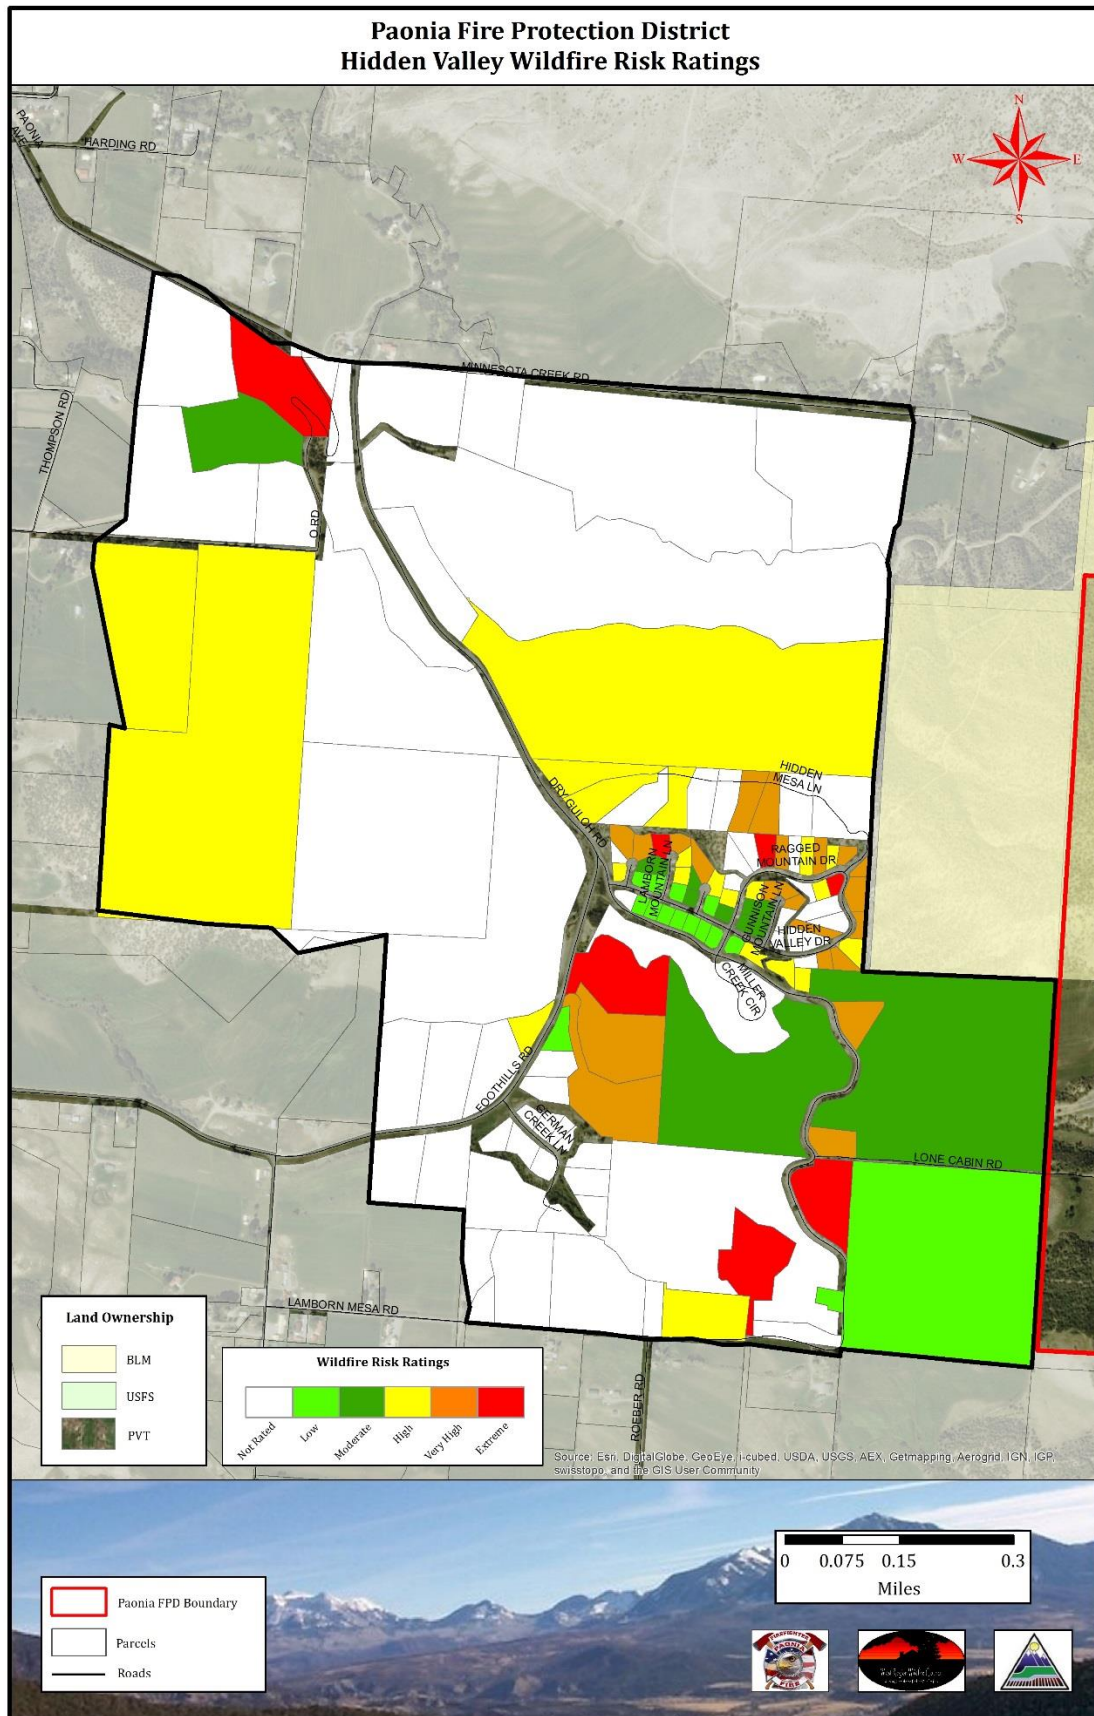 Paonia Fire Protection District
Hidden Valley Wildfire Risk Ratings
N
W
E
S
PAONIA
AVE
HARDING RD
THOMPSON RD
MINNESOTA CREEK RD
O RD
HIDDEN
MESA LN
DRY GULCH RD
RAGGED
MOUNTAIN DR
LAMBORN
MOUNTAIN LN
GUNNISON
MOUNTAIN LN
HIDDEN
VALLEY DR
MILLER
CREEK CIR
FOOTHILLS RD
GERMAN
CREEK LN
LONE CABIN RD
LAMBORN MESA RD
ROEBER RD
Land Ownership
BLM
USFS
PVT
Wildfire Risk Ratings
Not Rated
Low
Moderate
High
Very High
Extreme
Source: Esri, DigitalGlobe, GeoEye, i-cubed, USDA, USGS, AEX, Getmapping, Aerogrid, IGN, IGP,
swisstopo, and the GIS User Community
0 0.075 0.15 0.3
Miles
Paonia FPD Boundary
Parcels
Roads
FIREFIGHTER
PAONIA
FIRE